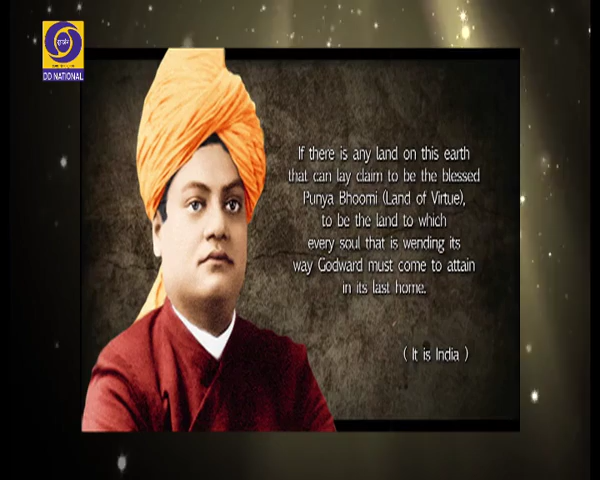 DD NATIONAL
If there is any land on this earth
that can lay claim to be the blessed
Punya Bhoomi (Land of Virtue),
to be the land to which
every soul that is wending its
way Godward must come to attain
in its last home.
( It is India )